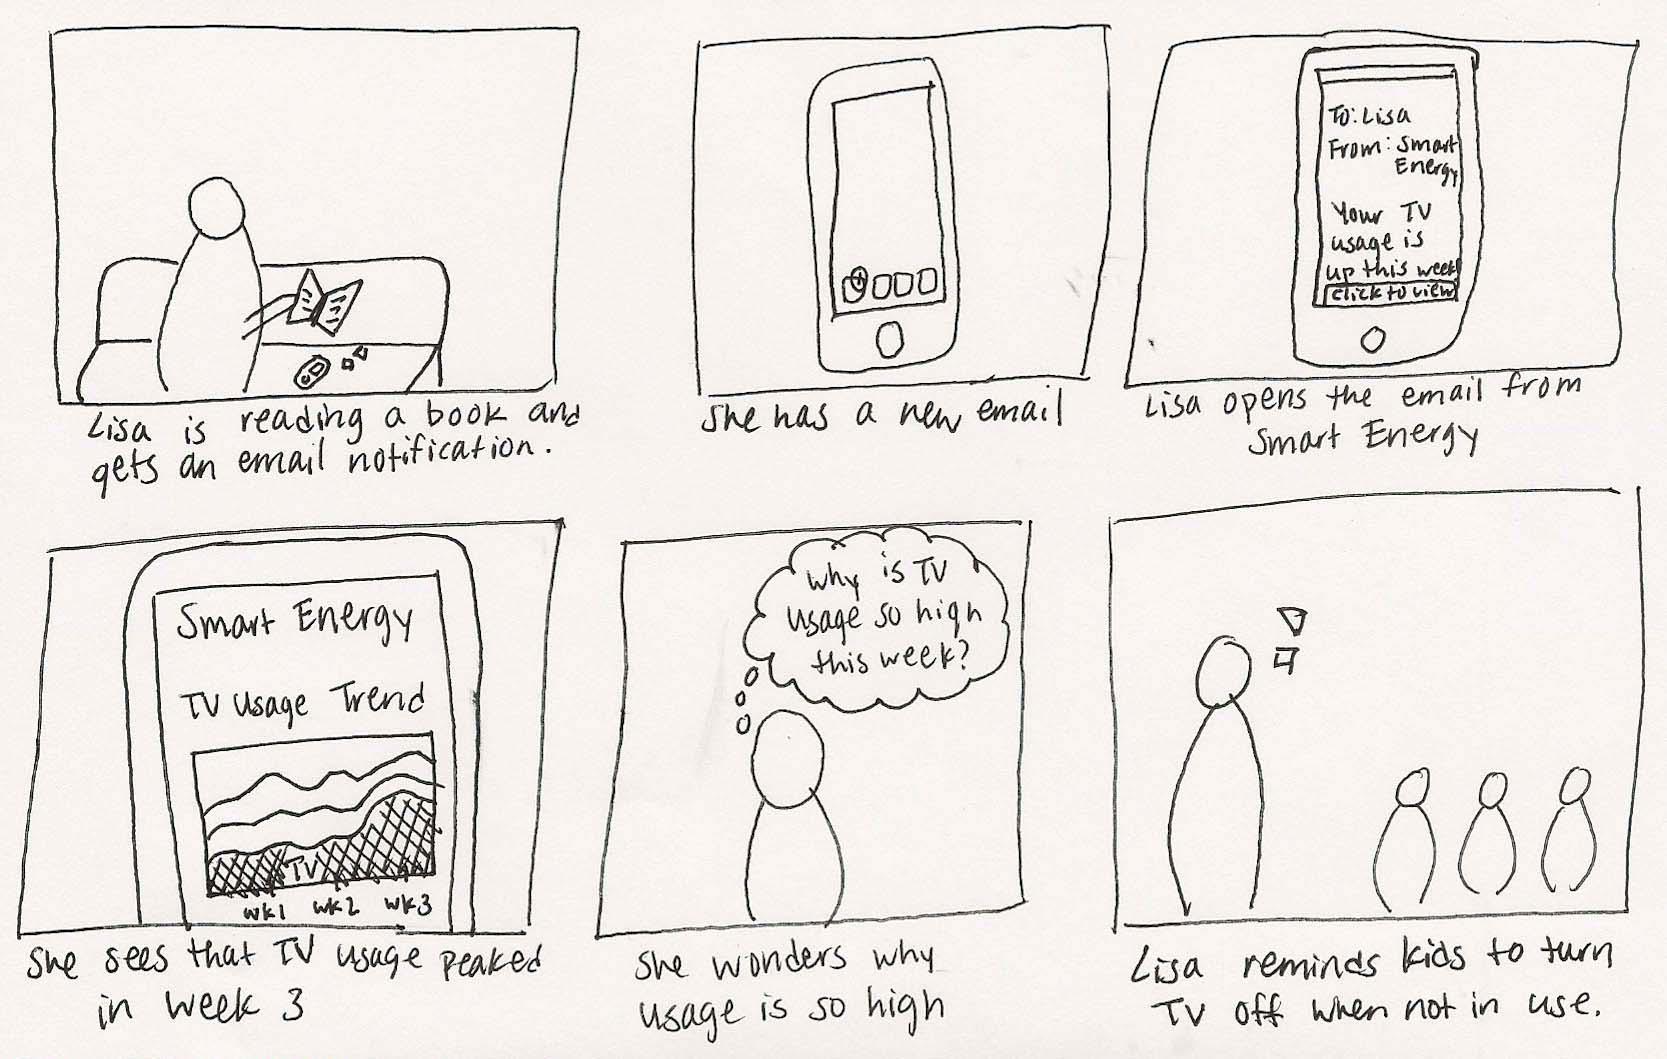 Lisa is reading a book and
gets an email notification.
She has a new email
To: Lisa
From: Smart
Energy
Your TV
usage is
up this week
click to view
Lisa opens the email from
Smart Energy
Smart Energy
TV Usage Trend
TV
wk1 wk2 wk3
She sees that TV usage peaked
in week 3
Why is TV
usage so high
this week?
She wonders why
usage is so high
Lisa reminds kids to turn
TV off when not in use.